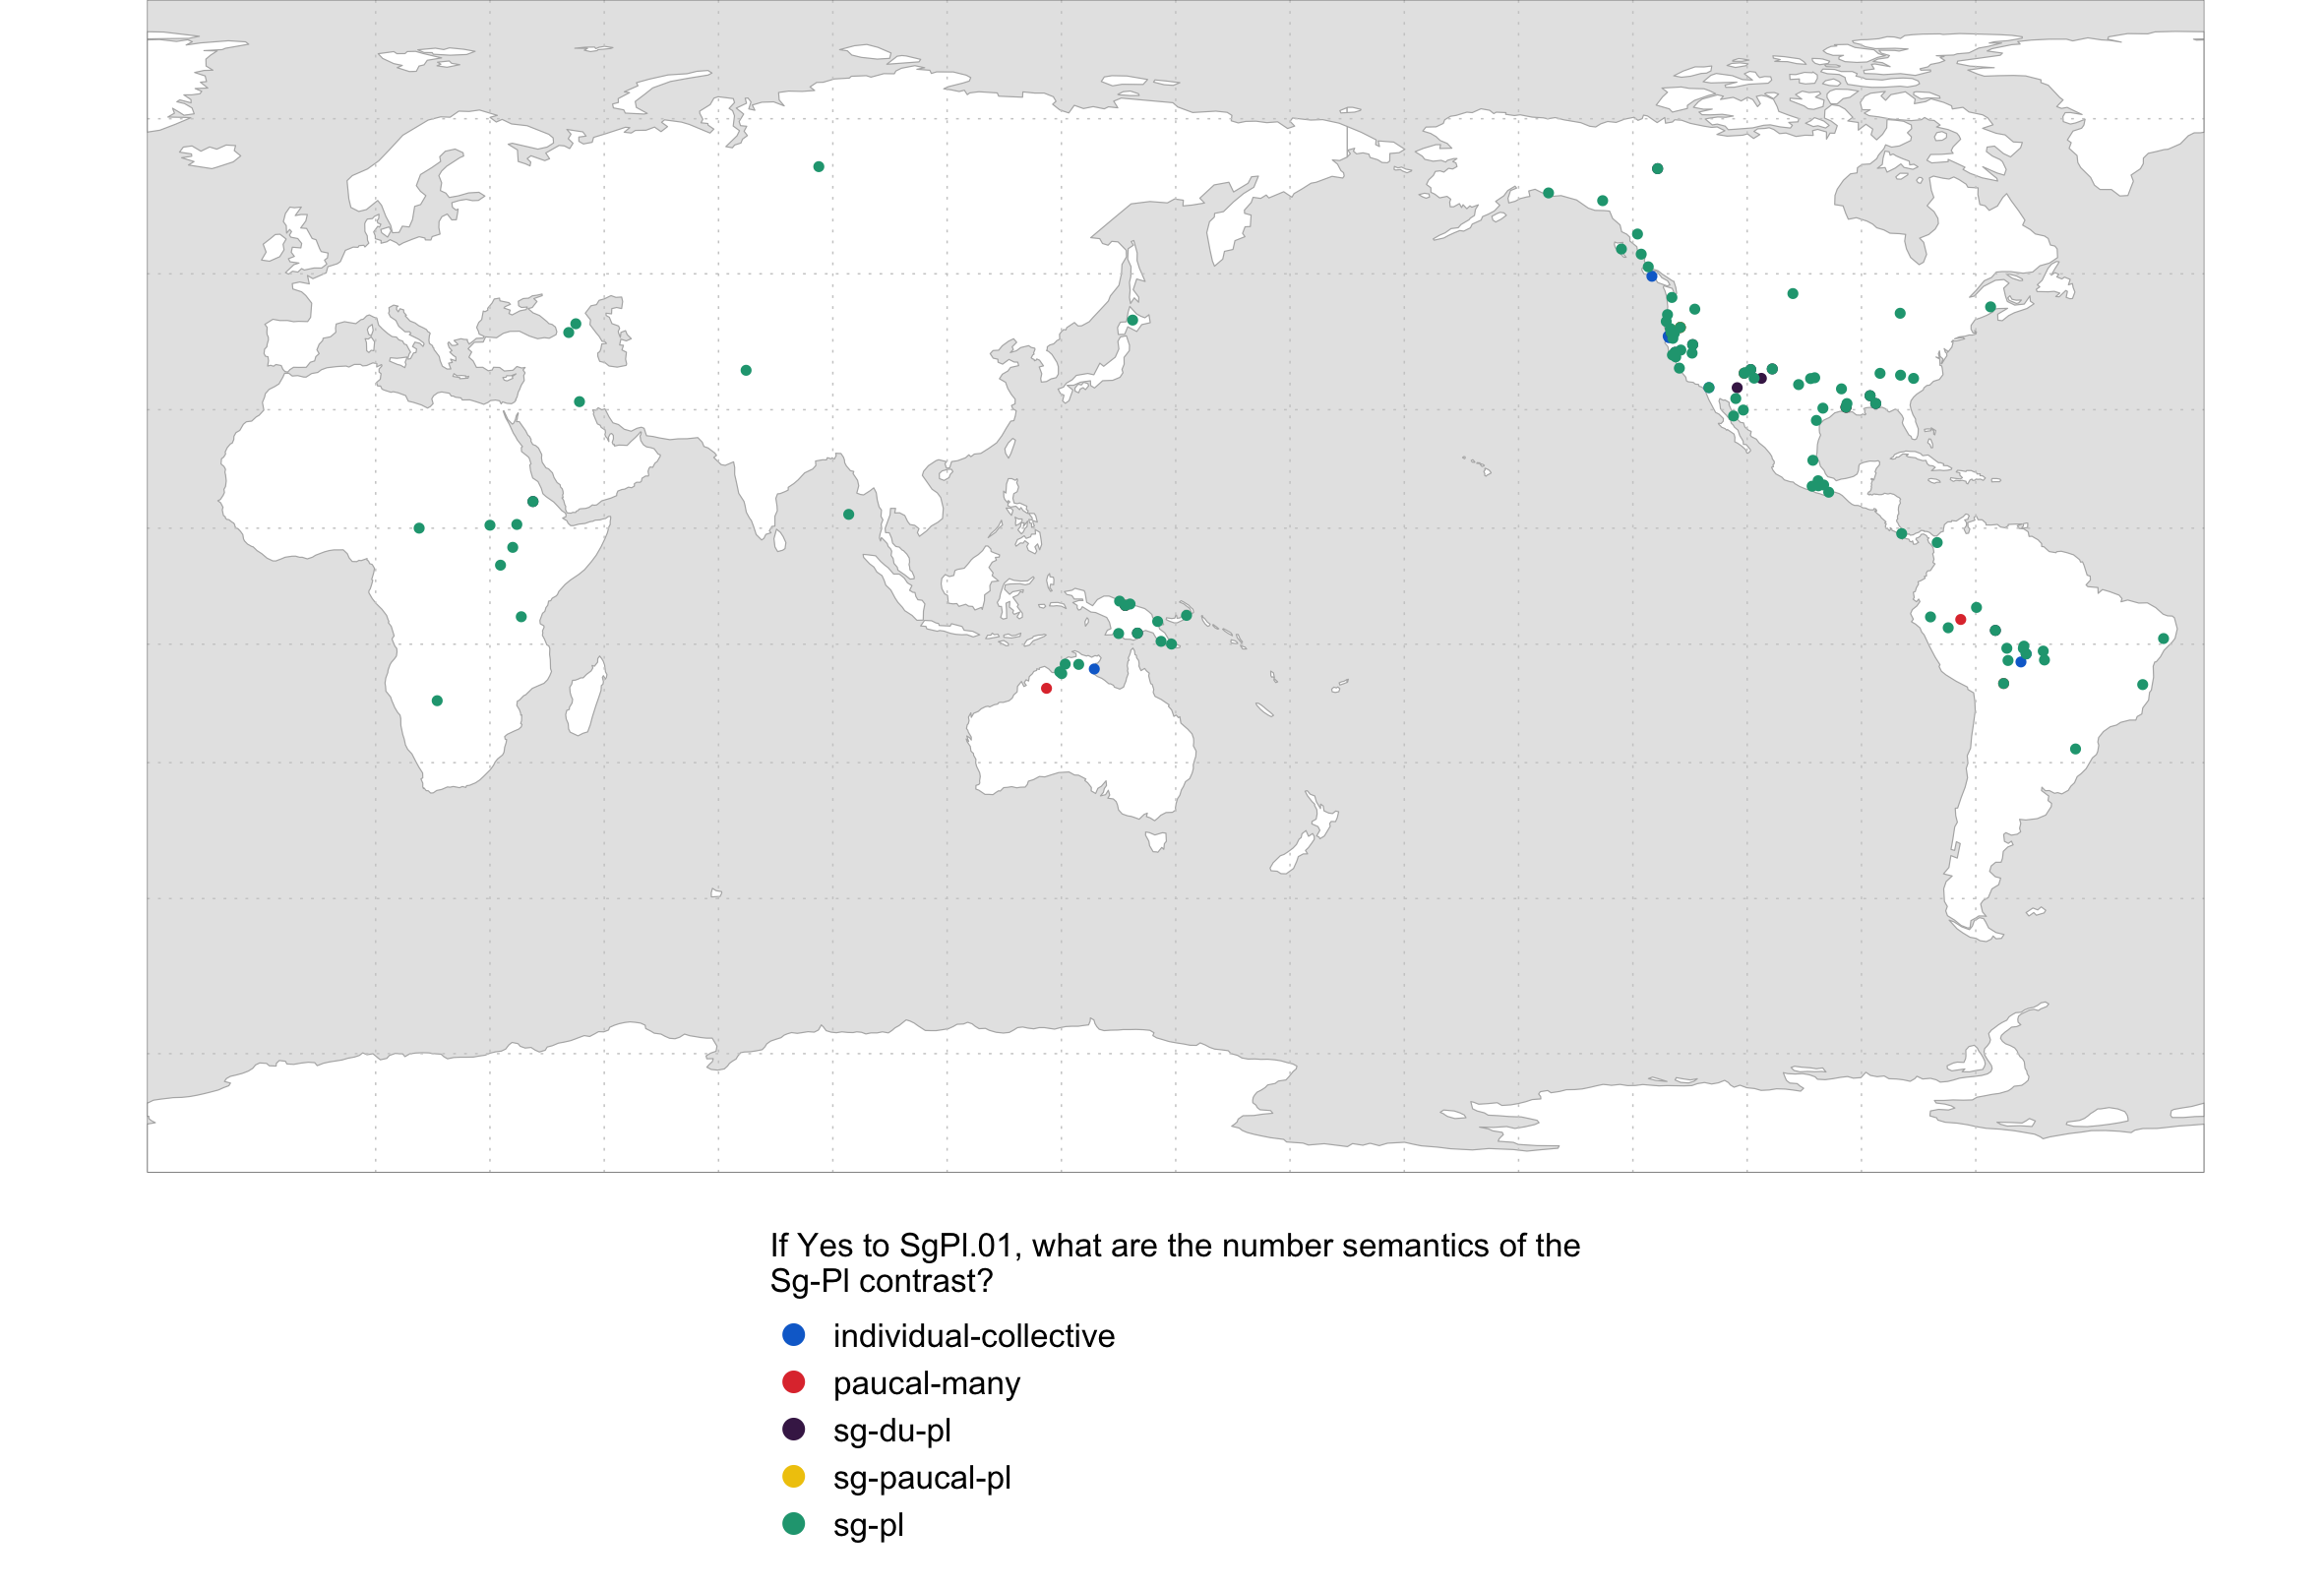 If Yes to SgPl.01, what are the number semantics of the
Sg-Pl contrast?
individual-collective
paucal-many
sg-du-pl
sg-paucal-pl
sg-pl